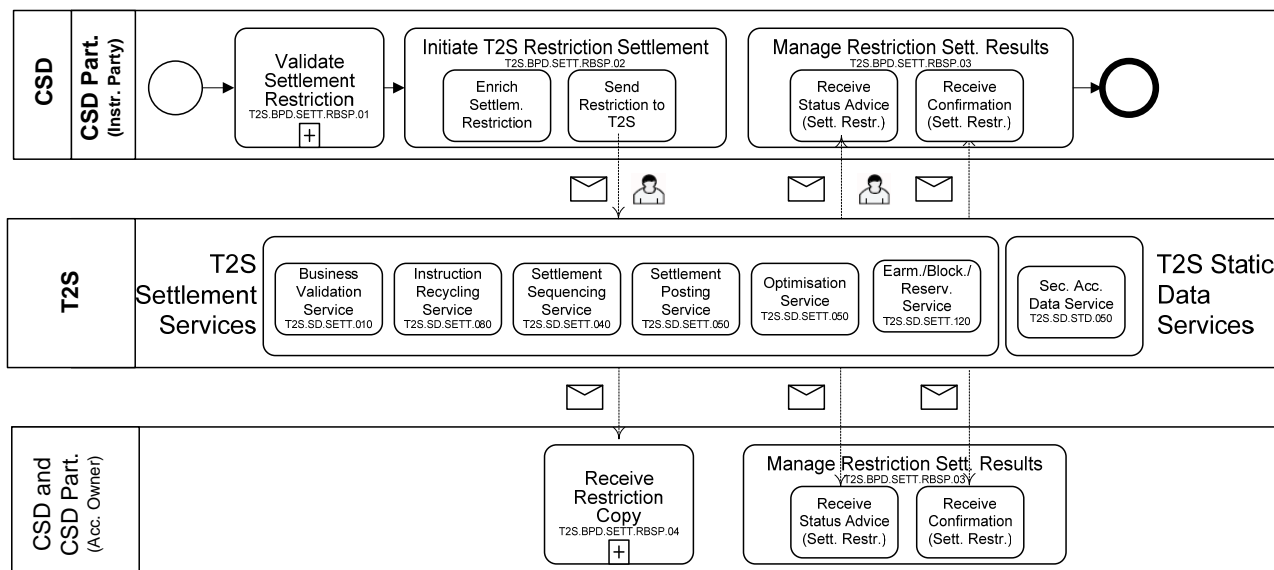 CSD
CSD Part.
(Instr. Party)
Validate
Settlement
Restriction
T2S.BPD.SETT.RBSP.01
+
Initiate T2S Restriction Settlement
T2S.BPD.SETT.RBSP.02
Enrich
Settlem.
Restriction
Send
Restriction to
T2S
Manage Restriction Sett. Results
T2S.BPD.SETT.RBSP.03
Receive
Status Advice
(Sett. Restr.)
Receive
Confirmation
(Sett. Restr.)
T2S
T2S
Settlement
Services
Business
Validation
Service
T2S.SD.SETT.010
Instruction
Recycling
Service
T2S.SD.SETT.080
Settlement
Sequencing
Service
T2S.SD.SETT.040
Settlement
Posting
Service
T2S.SD.SETT.050
Optimisation
Service
T2S.SD.SETT.050
Earm./Block./
Reserv.
Service
T2S.SD.SETT.120
Sec. Acc.
Data Service
T2S.SD.STD.050
T2S Static
Data
Services
CSD and
CSD Part.
(Acc. Owner)
Receive
Restriction
Copy
T2S.BPD.SETT.RBSP.04
+
Manage Restriction Sett. Results
T2S.BPD.SETT.RBSP.03
Receive
Status Advice
(Sett. Restr.)
Receive
Confirmation
(Sett. Restr.)